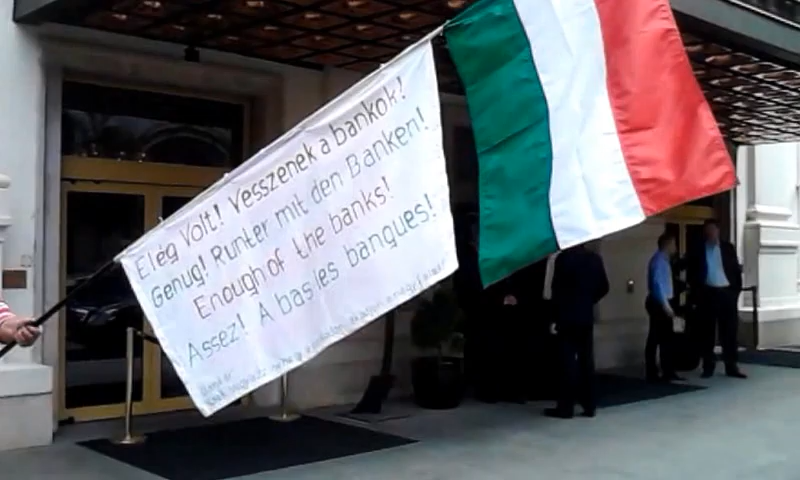 Elég Volt! Vesszenek a bankok!
Genug! Runter mit den Banken!
Enough of the banks!
Assez! A bas les banques!